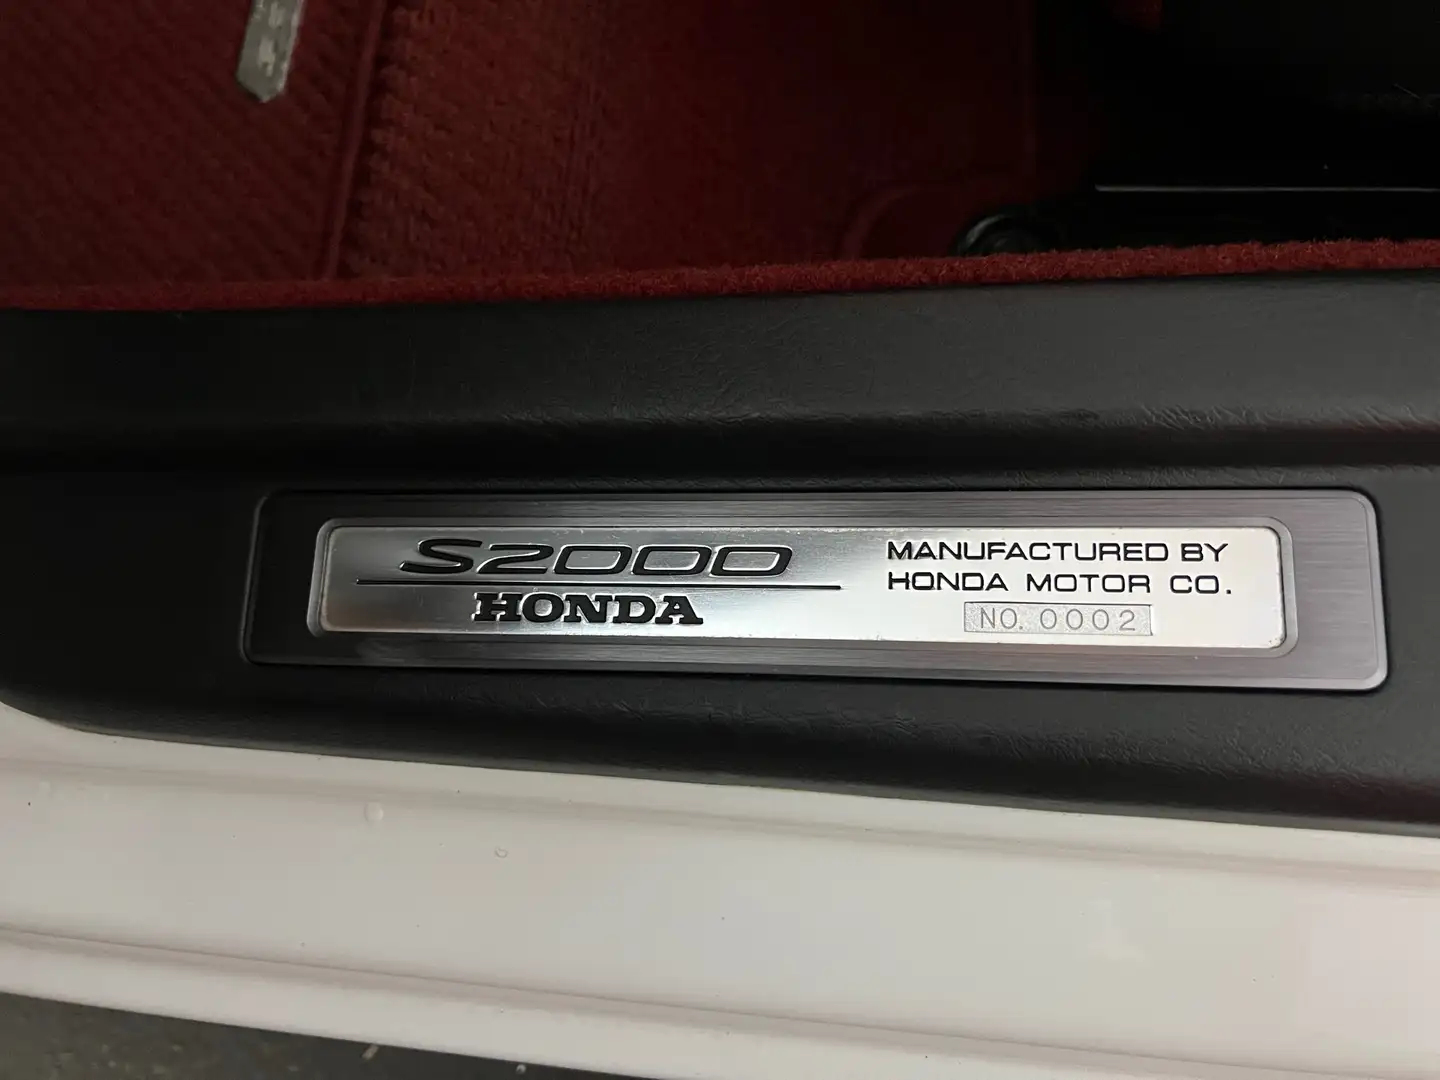 S2000
HONDA
MANUFACTURED BY
HONDA MOTOR CO.
NO. 0002